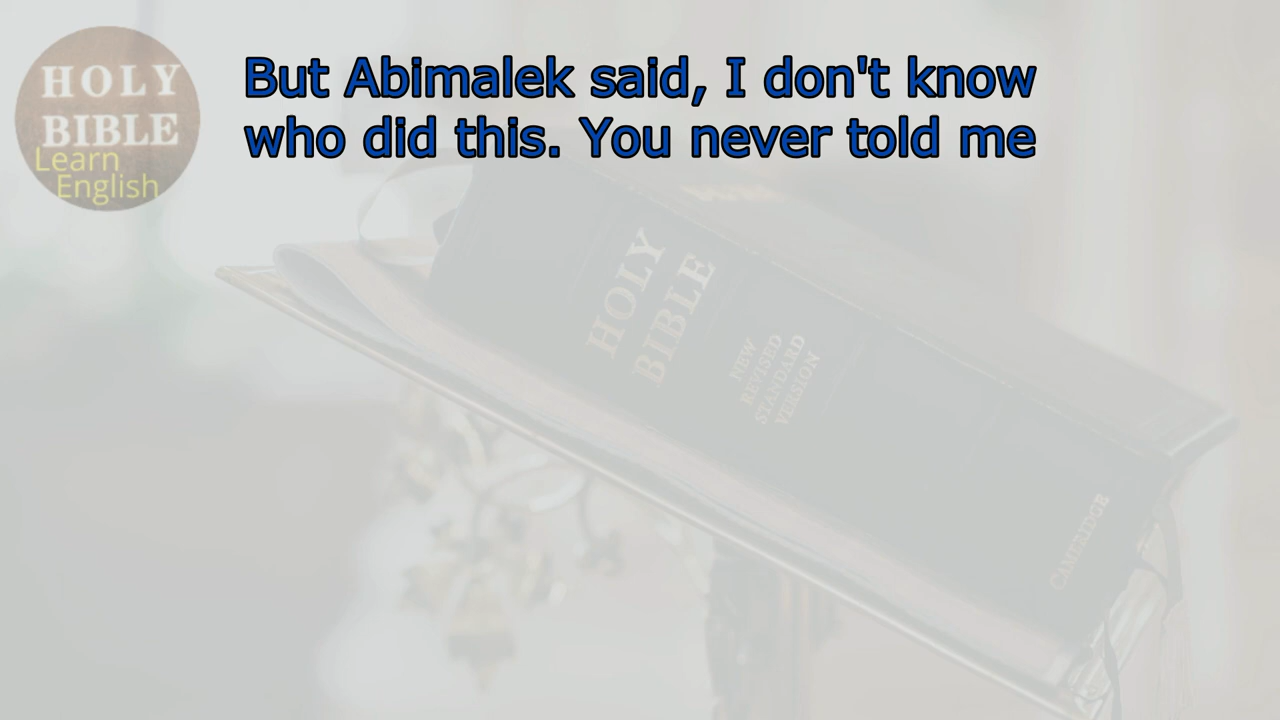 HOLY
BIBLE
Learn
English
But Abimalek said, I don't know
who did this. You never told me
HOLY
BIBLE
NEW
REVISED
STANDARD
VERSION
CAMBRIDGE